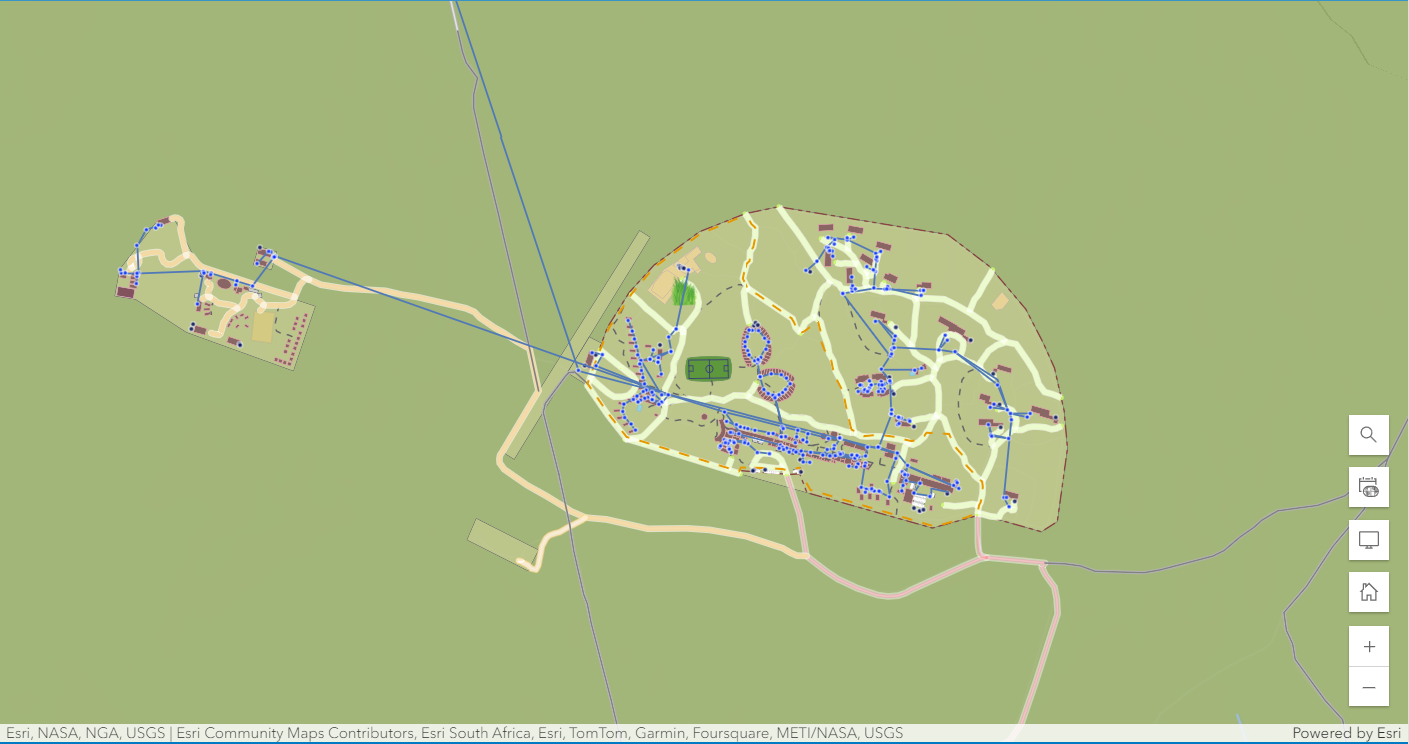 Esri, NASA, NGA, USGS | Esri Community Maps Contributors, Esri South Africa, Esri, TomTom, Garmin, Foursquare, METI/NASA, USGS
Powered by Esri